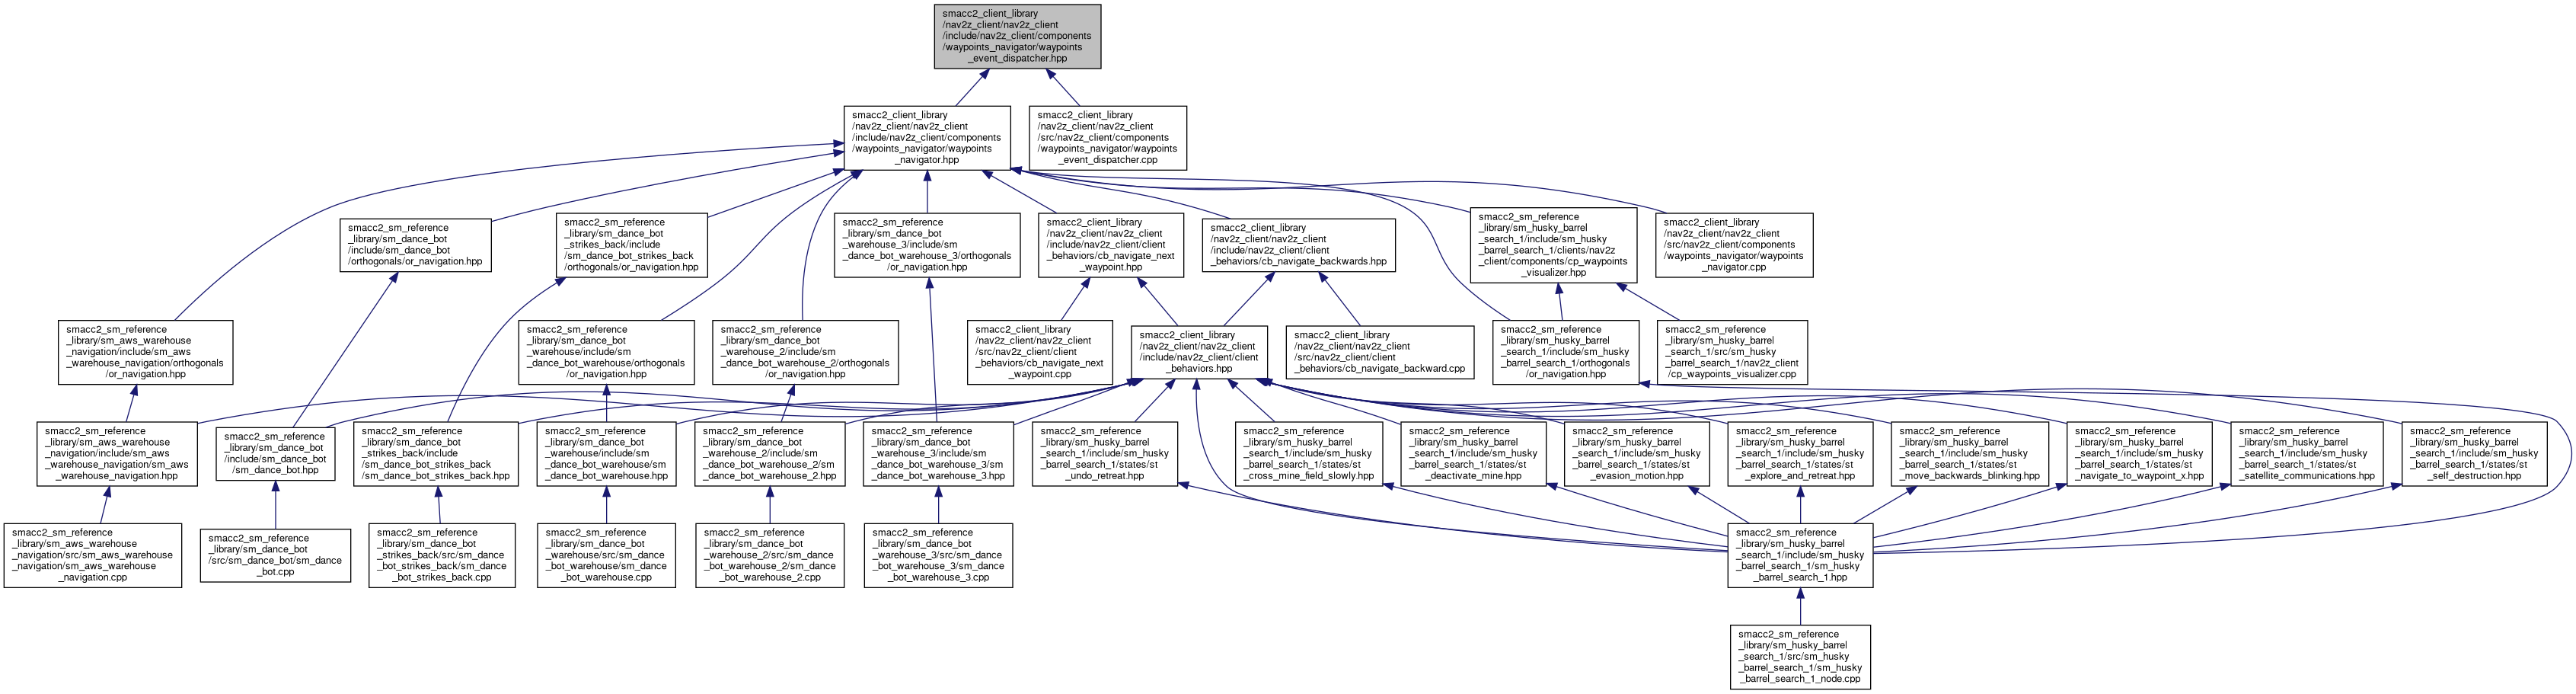 smacc2_client_library
/nav2z_client/nav2z_client
/include/nav2z_client/components
/waypoints_navigator/waypoints
_event_dispatcher.hpp
smacc2_client_library
/nav2z_client/nav2z_client
/include/nav2z_client/components
/waypoints_navigator/waypoints
_navigator.hpp
smacc2_client_library
/nav2z_client/nav2z_client
/src/nav2z_client/components
/waypoints_navigator/waypoints
_event_dispatcher.cpp
smacc2_sm_reference
_library/sm_dance_bot
/include/sm_dance_bot
/orthogonals/or_navigation.hpp
smacc2_sm_reference
_library/sm_dance_bot
_strikes_back/include
/sm_dance_bot_strikes_back
/orthogonals/or_navigation.hpp
smacc2_sm_reference
_library/sm_dance_bot
_warehouse_3/include/sm
_dance_bot_warehouse_3/orthogonals
/or_navigation.hpp
smacc2_client_library
/nav2z_client/nav2z_client
/include/nav2z_client/client
_behaviors/cb_navigate_next
_waypoint.hpp
smacc2_client_library
/nav2z_client/nav2z_client
/include/nav2z_client/client
_behaviors/cb_navigate_backwards.hpp
smacc2_sm_reference
_library/sm_husky_barrel
_search_1/include/sm_husky
_barrel_search_1/clients/nav2z
_client/components/cp_waypoints
_visualizer.hpp
smacc2_client_library
/nav2z_client/nav2z_client
/src/nav2z_client/components
/waypoints_navigator/waypoints
_navigator.cpp
smacc2_sm_reference
_library/sm_aws_warehouse
_navigation/include/sm_aws
_warehouse_navigation/orthogonals
/or_navigation.hpp
smacc2_sm_reference
_library/sm_dance_bot
_warehouse/include/sm
_dance_bot_warehouse/orthogonals
/or_navigation.hpp
smacc2_sm_reference
_library/sm_dance_bot
_warehouse_2/include/sm
_dance_bot_warehouse_2/orthogonals
/or_navigation.hpp
smacc2_client_library
/nav2z_client/nav2z_client
/src/nav2z_client/client
_behaviors/cb_navigate_next
_waypoint.cpp
smacc2_client_library
/nav2z_client/nav2z_client
/include/nav2z_client/client
_behaviors.hpp
smacc2_client_library
/nav2z_client/nav2z_client
/src/nav2z_client/client
_behaviors/cb_navigate_backward.cpp
smacc2_sm_reference
_library/sm_husky_barrel
_search_1/include/sm_husky
_barrel_search_1/orthogonals
/or_navigation.hpp
smacc2_sm_reference
_library/sm_husky_barrel
_search_1/src/sm_husky
_barrel_search_1/nav2z_client
/cp_waypoints_visualizer.cpp
smacc2_sm_reference
_library/sm_aws_warehouse
_navigation/include/sm_aws
_warehouse_navigation/sm_aws
_warehouse_navigation.hpp
smacc2_sm_reference
_library/sm_dance_bot
/include/sm_dance_bot
/sm_dance_bot.hpp
smacc2_sm_reference
_library/sm_dance_bot
_strikes_back/include
/sm_dance_bot_strikes_back
/sm_dance_bot_strikes_back.hpp
smacc2_sm_reference
_library/sm_dance_bot
_warehouse/include/sm
_dance_bot_warehouse/sm
_dance_bot_warehouse.hpp
smacc2_sm_reference
_library/sm_dance_bot
_warehouse_2/include/sm
_dance_bot_warehouse_2/sm
_dance_bot_warehouse_2.hpp
smacc2_sm_reference
_library/sm_dance_bot
_warehouse_3/include/sm
_dance_bot_warehouse_3/sm
_dance_bot_warehouse_3.hpp
smacc2_sm_reference
_library/sm_husky_barrel
_search_1/include/sm_husky
_barrel_search_1/states/st
_undo_retreat.hpp
smacc2_sm_reference
_library/sm_husky_barrel
_search_1/include/sm_husky
_barrel_search_1/states/st
_cross_mine_field_slowly.hpp
smacc2_sm_reference
_library/sm_husky_barrel
_search_1/include/sm_husky
_barrel_search_1/states/st
_deactivate_mine.hpp
smacc2_sm_reference
_library/sm_husky_barrel
_search_1/include/sm_husky
_barrel_search_1/states/st
_evasion_motion.hpp
smacc2_sm_reference
_library/sm_husky_barrel
_search_1/include/sm_husky
_barrel_search_1/states/st
_explore_and_retreat.hpp
smacc2_sm_reference
_library/sm_husky_barrel
_search_1/include/sm_husky
_barrel_search_1/states/st
_move_backwards_blinking.hpp
smacc2_sm_reference
_library/sm_husky_barrel
_search_1/include/sm_husky
_barrel_search_1/states/st
_navigate_to_waypoint_x.hpp
smacc2_sm_reference
_library/sm_husky_barrel
_search_1/include/sm_husky
_barrel_search_1/states/st
_satellite_communications.hpp
smacc2_sm_reference
_library/sm_husky_barrel
_search_1/include/sm_husky
_barrel_search_1/states/st
_self_destruction.hpp
smacc2_sm_reference
_library/sm_aws_warehouse
_navigation/src/sm_aws_warehouse
_navigation/sm_aws_warehouse
_navigation.cpp
smacc2_sm_reference
_library/sm_dance_bot
/src/sm_dance_bot/sm_dance
_bot.cpp
smacc2_sm_reference
_library/sm_dance_bot
_strikes_back/src/sm_dance
_bot_strikes_back/sm_dance
_bot_strikes_back.cpp
smacc2_sm_reference
_library/sm_dance_bot
_warehouse/src/sm_dance
_bot_warehouse/sm_dance
_bot_warehouse.cpp
smacc2_sm_reference
_library/sm_dance_bot
_warehouse_2/src/sm_dance
_bot_warehouse_2/sm_dance
_bot_warehouse_2.cpp
smacc2_sm_reference
_library/sm_dance_bot
_warehouse_3/src/sm_dance
_bot_warehouse_3/sm_dance
_bot_warehouse_3.cpp
smacc2_sm_reference
_library/sm_husky_barrel
_search_1/include/sm_husky
_barrel_search_1/sm_husky
_barrel_search_1.hpp
smacc2_sm_reference
_library/sm_husky_barrel
_search_1/src/sm_husky
_barrel_search_1/sm_husky
_barrel_search_1_node.cpp